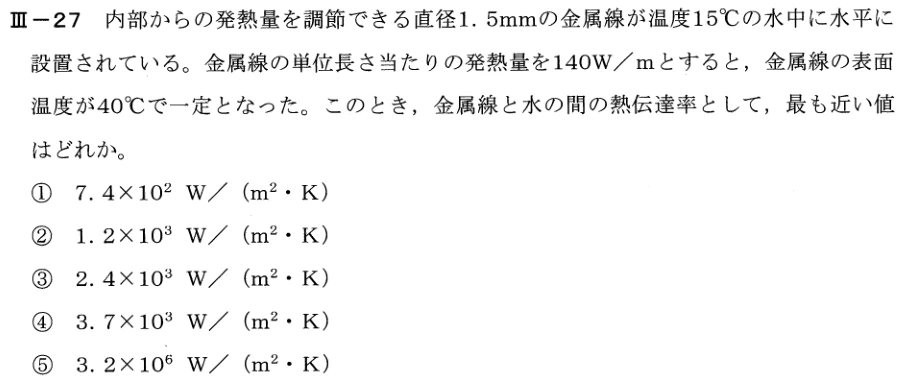 Ⅲ－27　内部からの発熱量を調節できる直径1.5mmの金属線が温度15℃の水中に水平に
設置されている。金属線の単位長さ当たりの発熱量を140W／mとすると，金属線の表面
温度が40℃で一定となった。このとき，金属線と水の間の熱伝達率として，最も近い値
はどれか。
①　7.4×10² W／（m²・K）
②　1.2×10³ W／（m²・K）
③　2.4×10³ W／（m²・K）
④　3.7×10³ W／（m²・K）
⑤　3.2×10⁶ W／（m²・K）